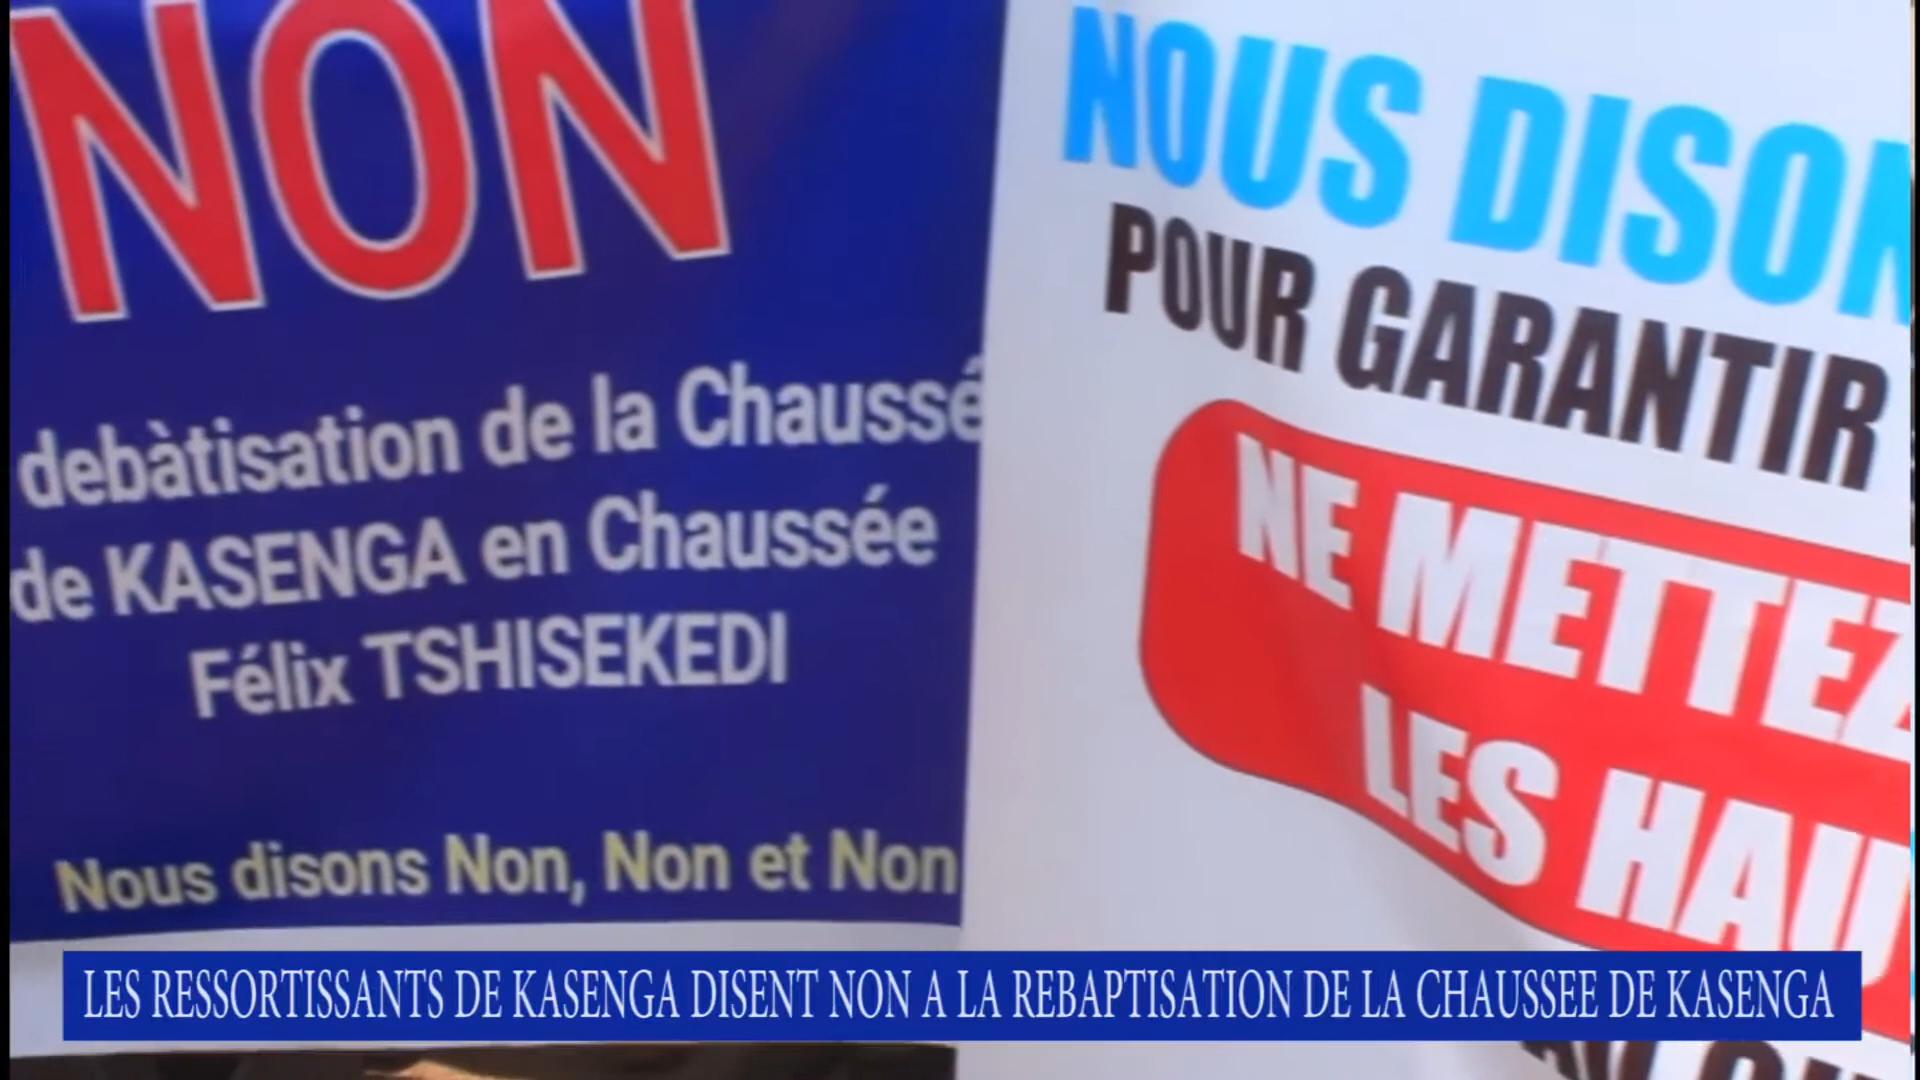 NON
debàtisation de la Chaussé
de KASENGA en Chaussée
Félix TSHISEKEDI
Nous disons Non, Non et Non
NOUS DISON
POUR GARANTIR
NE METTEZ
LES HAU
LES RESSORTISSANTS DE KASENGA DISENT NON A LA REBAPTISATION DE LA CHAUSSEE DE KASENGA